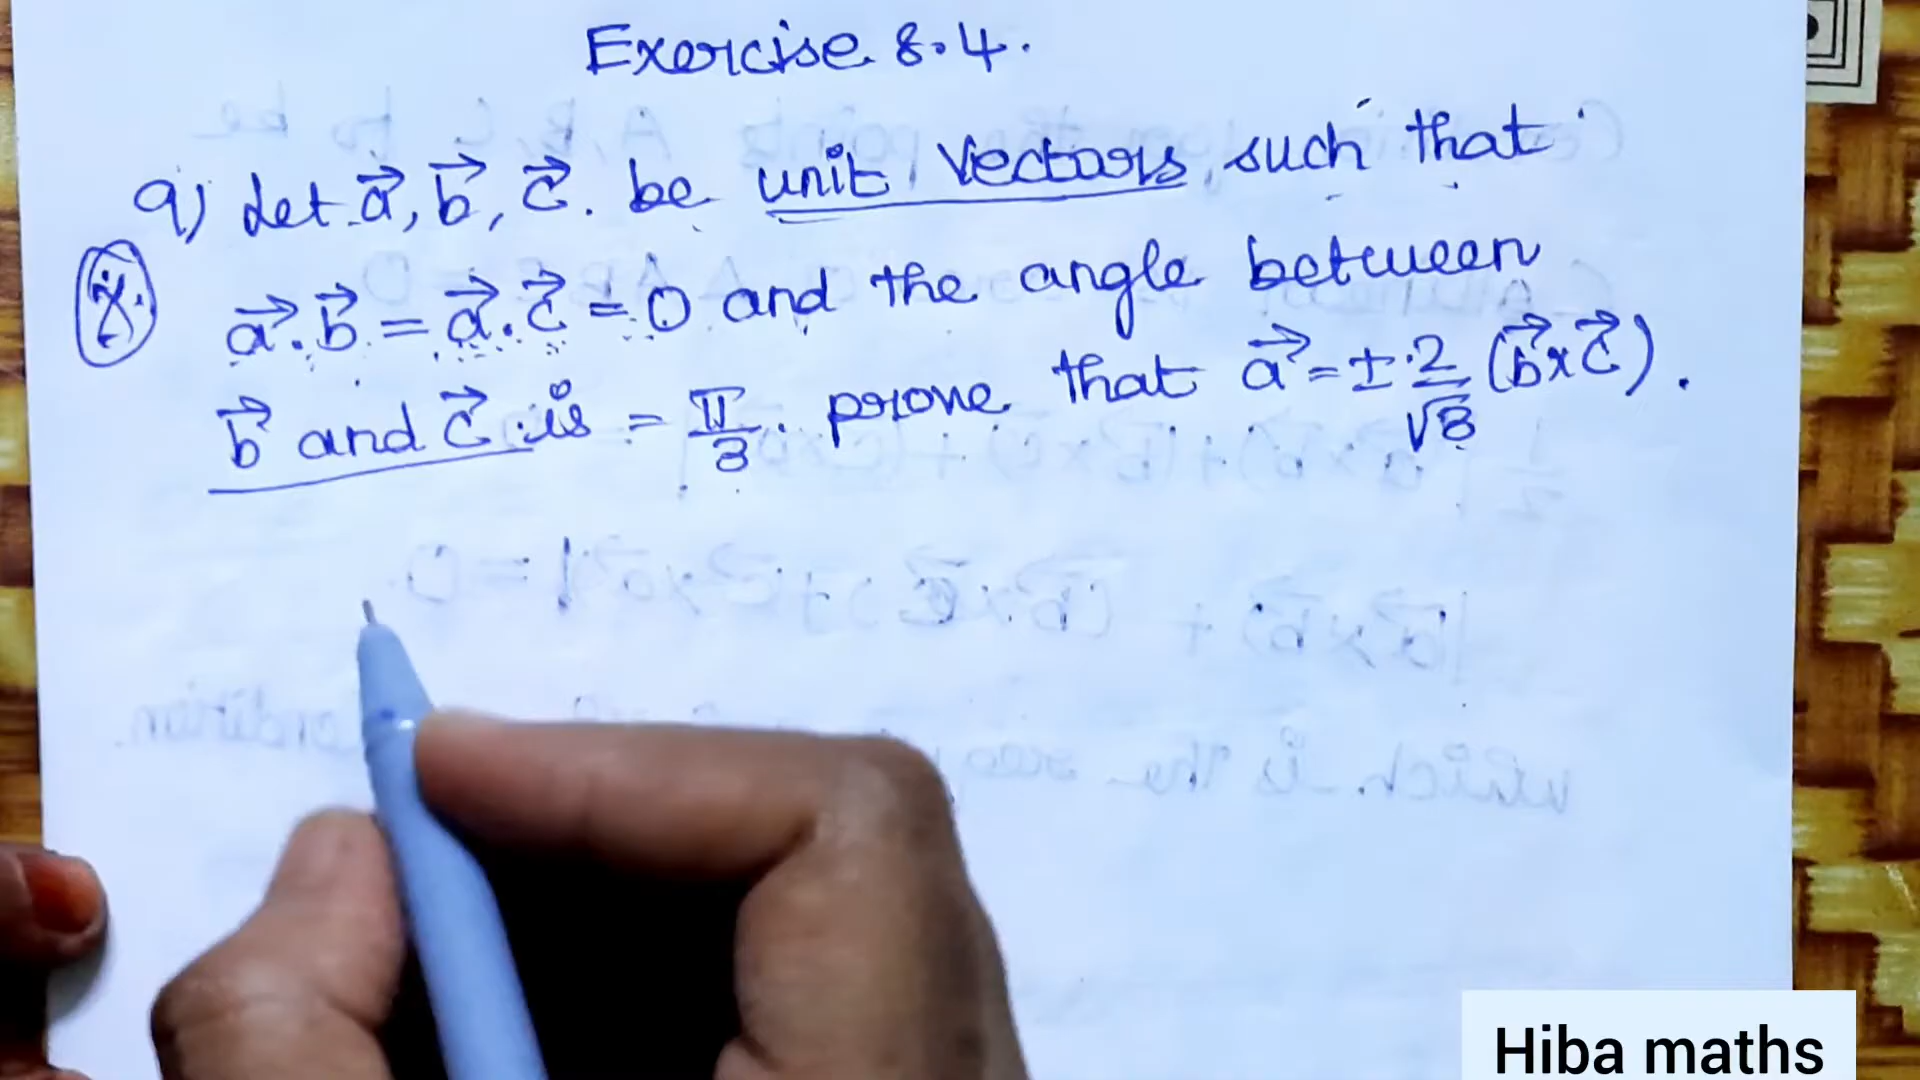 Exercise 8.4.
9) Let a⃗, b⃗, c⃗. be unit vectors such that
a⃗.b⃗ = a⃗.c⃗ = 0 and the angle between
b⃗ and c⃗ is = π/3. prove that a⃗ = ± 2/√3 (b⃗×c⃗).
Hiba maths